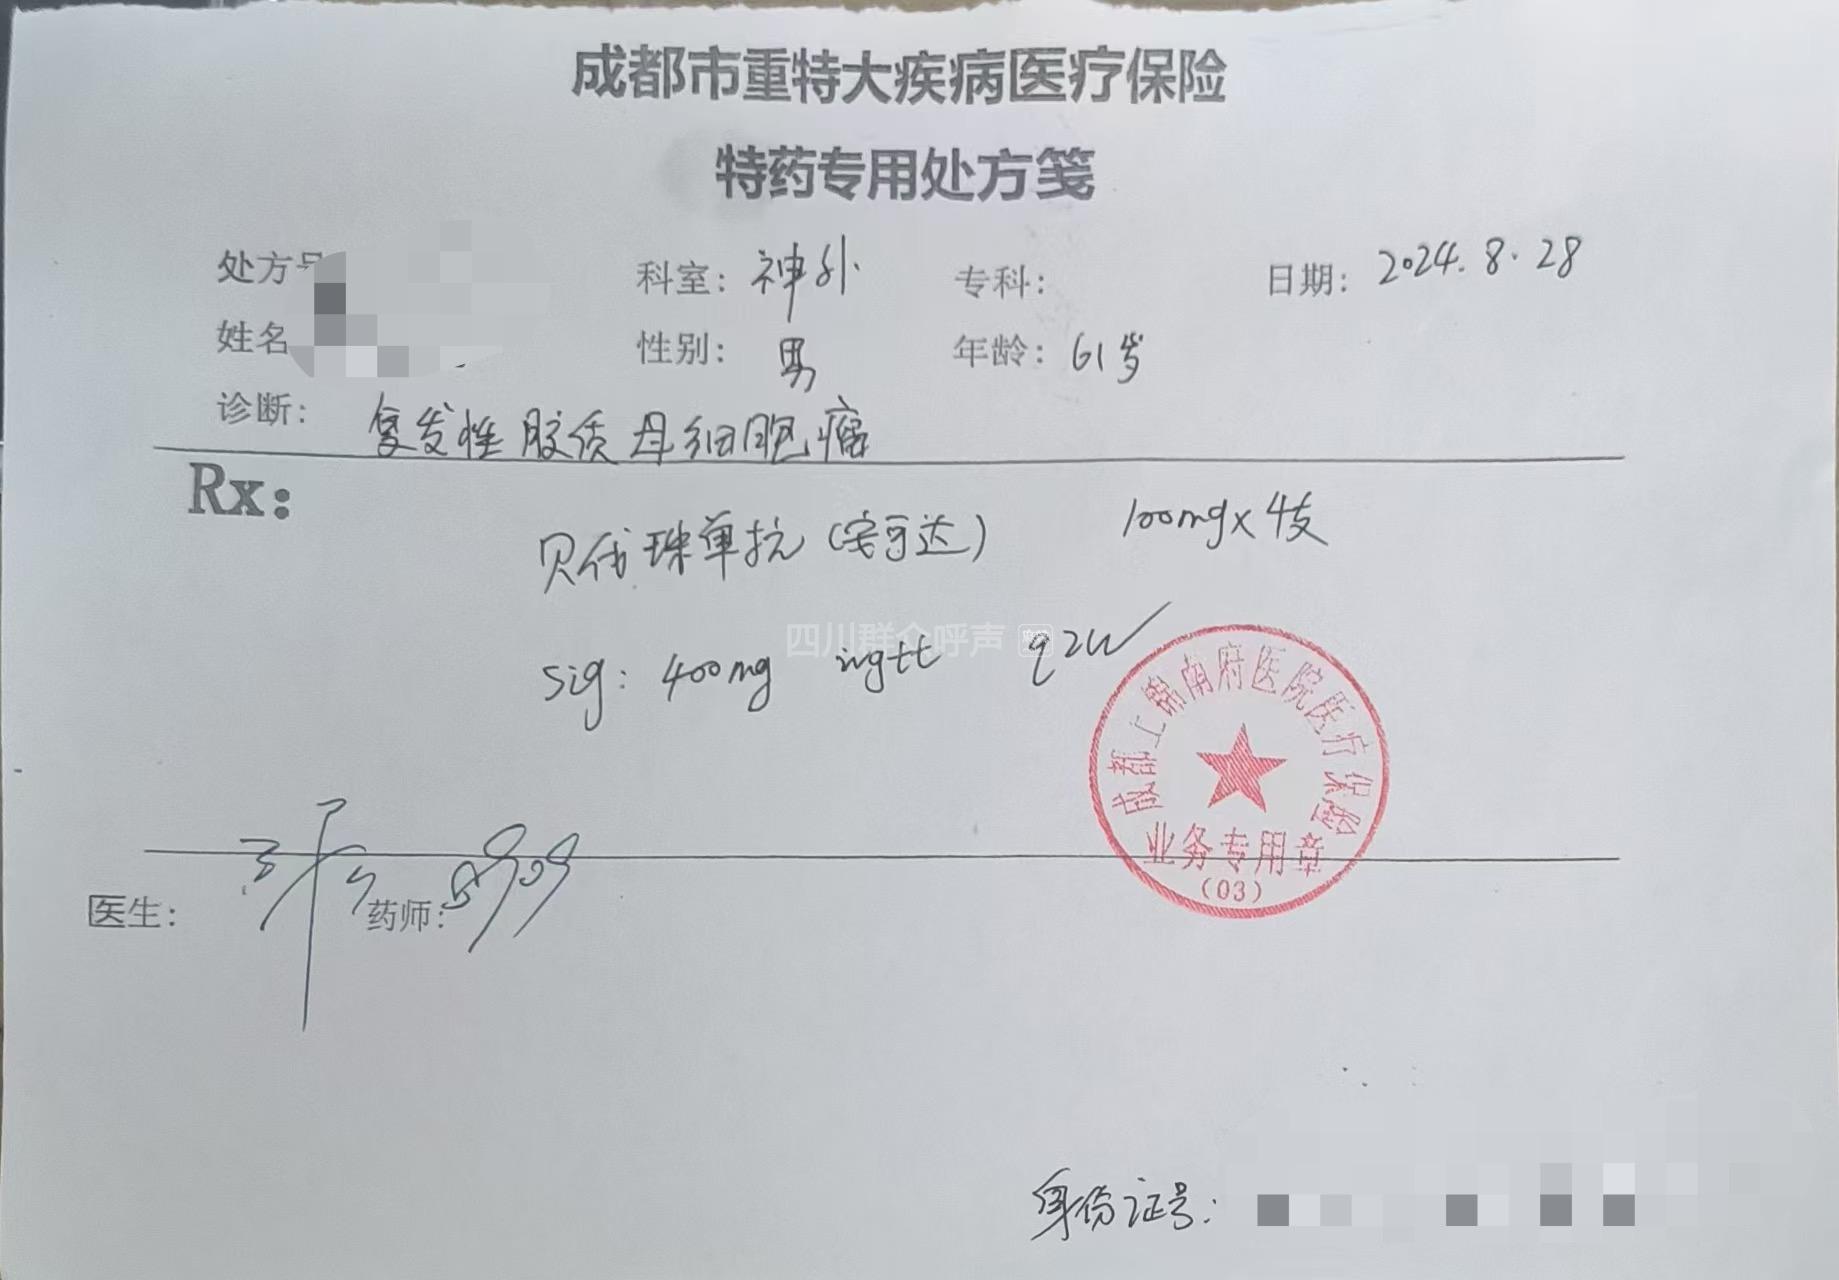 成都市重特大疾病医疗保险
特药专用处方笺
处方号 科室：神外 专科： 日期：2024.8.28
姓名 性别：男 年龄：61岁
诊断：复发性胶质母细胞瘤
Rx：
贝伐珠单抗（安可达） 100mg×4支
四川群众呼声
sig：400mg ivgtt q2w
成都上锦南府医院医疗保险
业务专用章
（03）
医生： 药师：
身份证号：